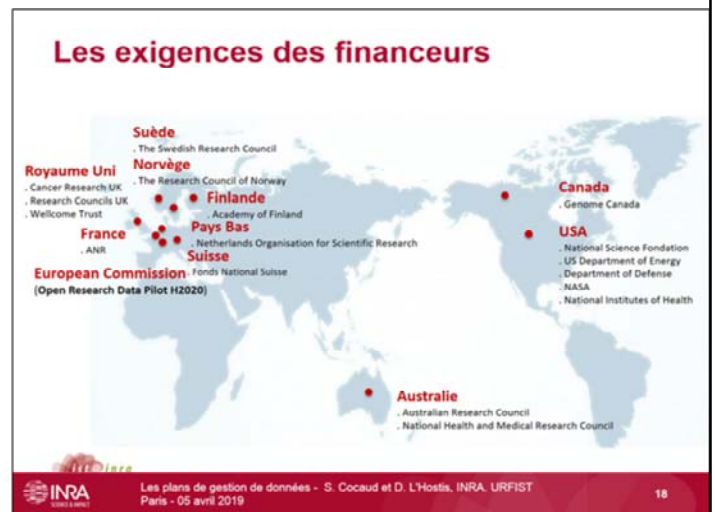 Les exigences des financeurs
Suède
. The Swedish Research Council
Norvège
. The Research Council of Norway
Royaume Uni
. Cancer Research UK
. Research Councils UK
. Wellcome Trust
Finlande
. Academy of Finland
France
. ANR
Pays Bas
. Netherlands Organisation for Scientific Research
Suisse
. Fonds National Suisse
European Commission
(Open Research Data Pilot H2020)
Canada
. Genome Canada
USA
. National Science Fondation
. US Department of Energy
. Department of Defense
. NASA
. National Institutes of Health
Australie
. Australian Research Council
. National Health and Medical Research Council
INRA
SCIENCE & IMPACT
Les plans de gestion de données - S. Cocaud et D. L'Hostis, INRA. URFIST
Paris - 05 avril 2019
18